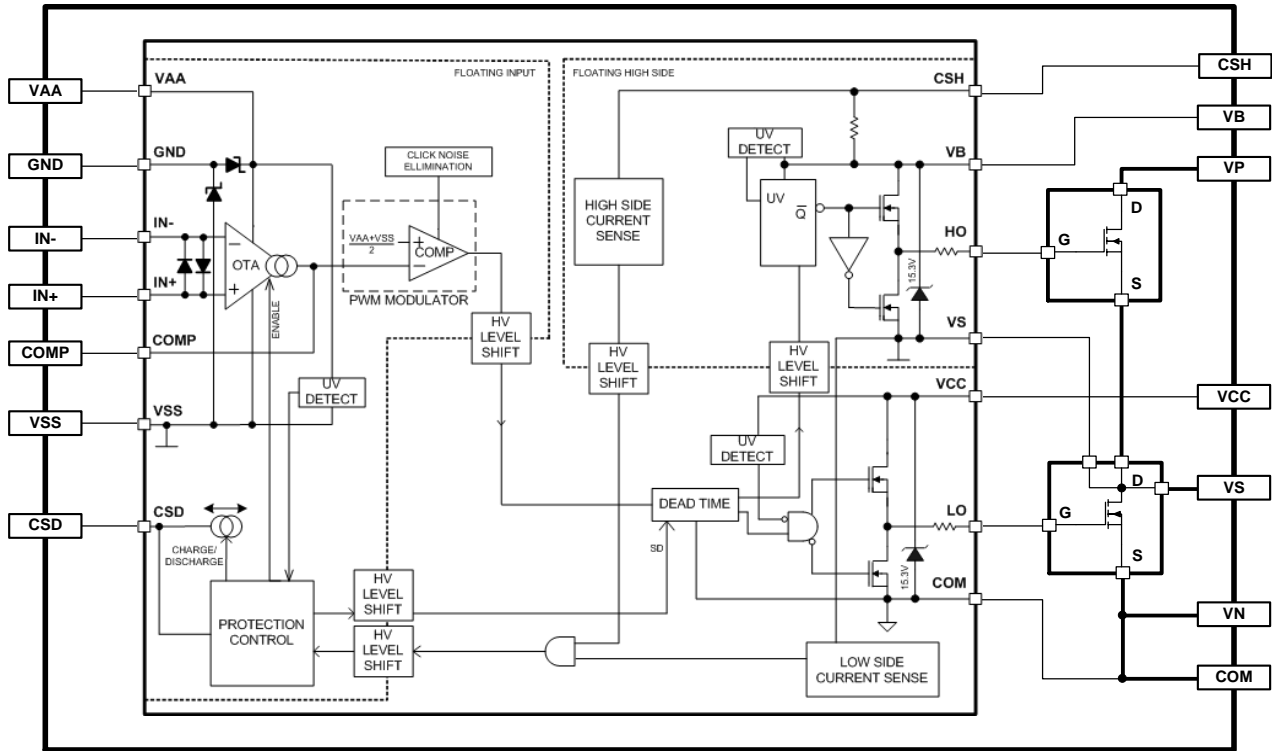 VAA
GND
IN-
IN+
COMP
VSS
CSD
FLOATING INPUT
VAA
GND
IN-
IN+
COMP
VSS
CSD
− OTA
+
ENABLE
UV
DETECT
CLICK NOISE
ELLIMINATION
VAA+VSS
2
+
COMP
−
PWM MODULATOR
HV
LEVEL
SHIFT
CHARGE/
DISCHARGE
PROTECTION
CONTROL
HV
LEVEL
SHIFT
HV
LEVEL
SHIFT
FLOATING HIGH SIDE
HIGH SIDE
CURRENT
SENSE
HV
LEVEL
SHIFT
UV
DETECT
UV
Q
HV
LEVEL
SHIFT
15.3V
CSH
VB
HO
VS
VCC
UV
DETECT
DEAD TIME
SD
15.3V
LO
COM
LOW SIDE
CURRENT SENSE
D
G
S
D
G
S
CSH
VB
VP
VCC
VS
VN
COM